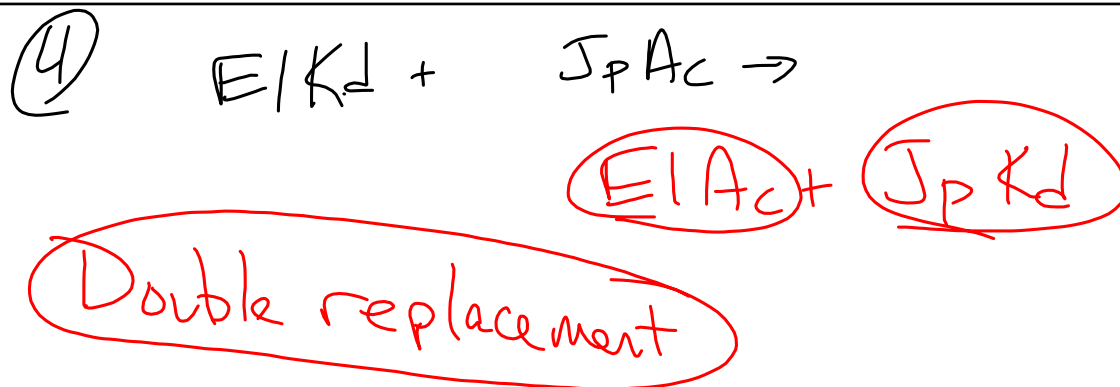 4 ElKd + JpAc →
ElAc + JpKd
Double replacement